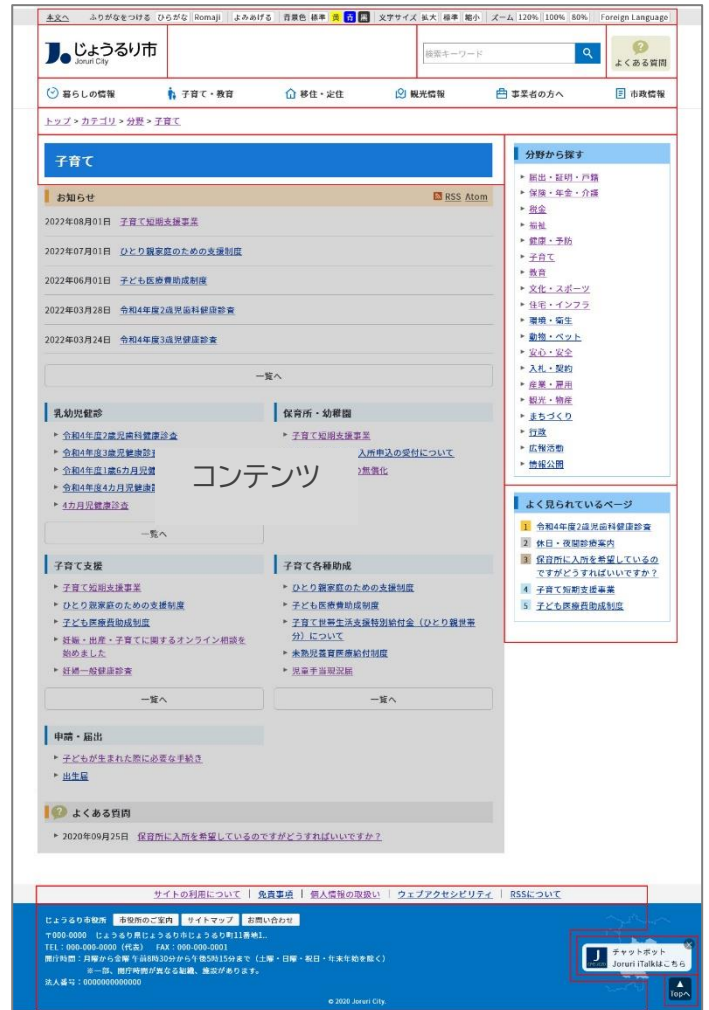 本文へ ふりがなをつける ひらがな Romaji よみあげる 背景色 標準 黄 青 黒 文字サイズ 拡大 標準 縮小 ズーム 120% 100% 80% Foreign Language
じょうるり市
Joruri City
検索キーワード
よくある質問
暮らしの情報 子育て・教育 移住・定住 観光情報 事業者の方へ 市政情報
トップ > カテゴリ > 分野 > 子育て
子育て
お知らせ RSS Atom
2022年08月01日 子育て短期支援事業
2022年07月01日 ひとり親家庭のための支援制度
2022年06月01日 子ども医療費助成制度
2022年03月28日 令和4年度2歳児歯科健康診査
2022年03月24日 令和4年度3歳児健康診査
一覧へ
乳幼児健診
令和4年度2歳児歯科健康診査
令和4年度3歳児健康診
令和4年度1歳6カ月児健
令和4年度4カ月児健康
4カ月児健康診査
一覧へ
保育所・幼稚園
子育て短期支援事業
入所申込の受付について
無償化
コンテンツ
子育て支援
子育て短期支援事業
ひとり親家庭のための支援制度
子ども医療費助成制度
妊娠・出産・子育てに関するオンライン相談を
始めました
妊婦一般健康診査
一覧へ
子育て各種助成
ひとり親家庭のための支援制度
子ども医療費助成制度
子育て世帯生活支援特別給付金（ひとり親世帯
分）について
未熟児養育医療給付制度
児童手当現況届
一覧へ
申請・届出
子どもが生まれた際に必要な手続き
出生届
よくある質問
2020年09月25日 保育所に入所を希望しているのですがどうすればいいですか？
分野から探す
届出・証明・戸籍
保険・年金・介護
税金
福祉
健康・予防
子育て
教育
文化・スポーツ
住宅・インフラ
環境・衛生
動物・ペット
安心・安全
入札・契約
産業・雇用
観光・物産
まちづくり
行政
広報活動
情報公開
よく見られているページ
1 令和4年度2歳児歯科健康診査
2 休日・夜間診療案内
3 保育所に入所を希望しているの
ですがどうすればいいですか？
4 子育て短期支援事業
5 子ども医療費助成制度
サイトの利用について | 免責事項 | 個人情報の取扱い | ウェブアクセシビリティ | RSSについて
じょうるり市役所 市役所のご案内 サイトマップ お問い合わせ
〒000-0000 じょうるり県じょうるり市じょうるり町11番地1..
TEL：000-000-0000（代表） FAX：000-000-0001
開庁時間：月曜から金曜 午前8時30分から午後5時15分まで（土曜・日曜・祝日・年末年始を除く）
※一部、開庁時間が異なる組織、施設があります。
法人番号：0000000000000
© 2020 Joruri City.
チャットボット
Joruri iTalkはこちら
Topへ